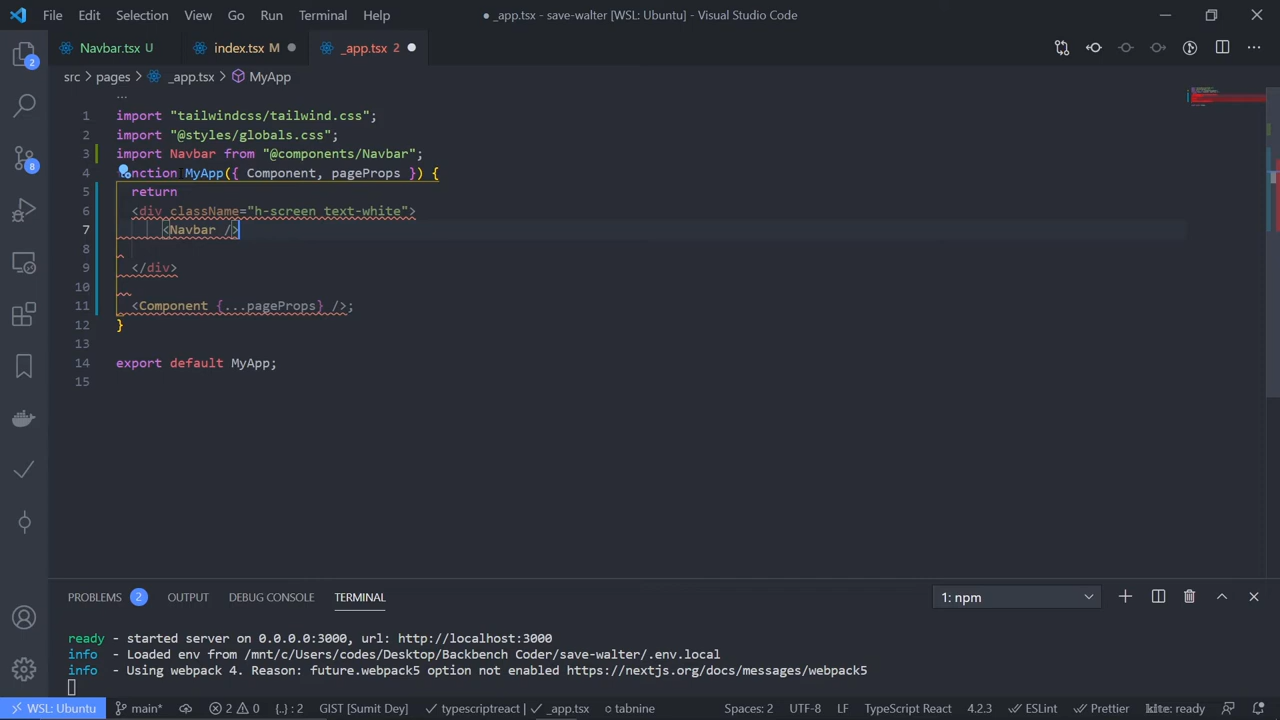 File Edit Selection View Go Run Terminal Help ● _app.tsx - save-walter [WSL: Ubuntu] - Visual Studio Code
2 Navbar.tsx U index.tsx M _app.tsx 2
src > pages > _app.tsx > MyApp
...
1 import "tailwindcss/tailwind.css";
2 import "@styles/globals.css";
3 import Navbar from "@components/Navbar";
4 nction MyApp({ Component, pageProps }) {
8
5 return
6 <div className="h-screen text-white">
7 <Navbar />
8
9 </div>
10
11 <Component {...pageProps} />;
12 }
13
14 export default MyApp;
15
PROBLEMS 2 OUTPUT DEBUG CONSOLE TERMINAL 1: npm
ready - started server on 0.0.0.0:3000, url: http://localhost:3000
info - Loaded env from /mnt/c/Users/codes/Desktop/Backbench Coder/save-walter/.env.local
info - Using webpack 4. Reason: future.webpack5 option not enabled https://nextjs.org/docs/messages/webpack5
WSL: Ubuntu main* 2 0 {..} : 2 GIST [Sumit Dey] typescriptreact | _app.tsx tabnine Spaces: 2 UTF-8 LF TypeScript React 4.2.3 ESLint Prettier kite: ready